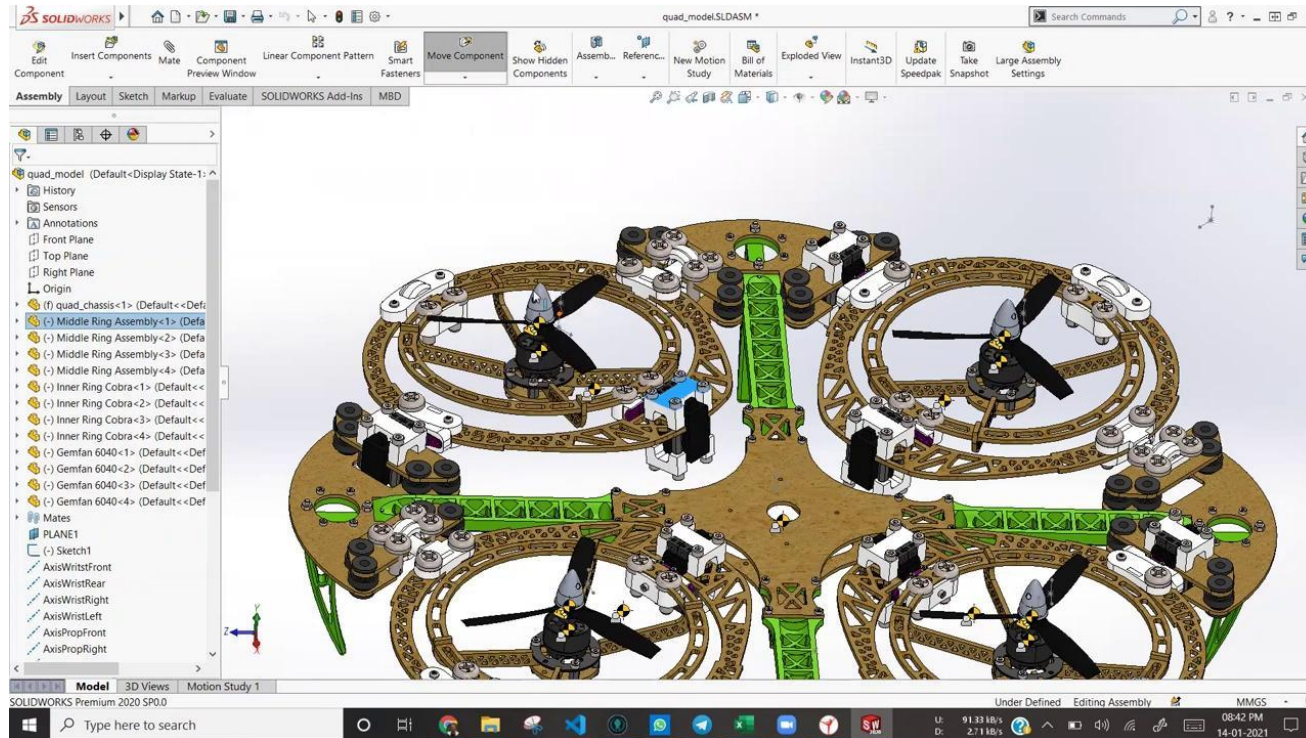 SOLIDWORKS
quad_model.SLDASM *
Search Commands
Edit Component
Insert Components
Mate
Component Preview Window
Linear Component Pattern
Smart Fasteners
Move Component
Show Hidden Components
Assemb...
Referenc...
New Motion Study
Bill of Materials
Exploded View
Instant3D
Update Speedpak
Take Snapshot
Large Assembly Settings
Assembly Layout Sketch Markup Evaluate SOLIDWORKS Add-Ins MBD
quad_model (Default<Display State-1>
History
Sensors
Annotations
Front Plane
Top Plane
Right Plane
Origin
(f) quad_chassis<1> (Default<<Defa
(-) Middle Ring Assembly<1> (Defa
(-) Middle Ring Assembly<2> (Defa
(-) Middle Ring Assembly<3> (Defa
(-) Middle Ring Assembly<4> (Defa
(-) Inner Ring Cobra<1> (Default<<
(-) Inner Ring Cobra<2> (Default<<
(-) Inner Ring Cobra<3> (Default<<
(-) Inner Ring Cobra<4> (Default<<
(-) Gemfan 6040<1> (Default<<Def
(-) Gemfan 6040<2> (Default<<Def
(-) Gemfan 6040<3> (Default<<Def
(-) Gemfan 6040<4> (Default<<Def
Mates
PLANE1
(-) Sketch1
AxisWritstFront
AxisWristRear
AxisWristRight
AxisWristLeft
AxisPropFront
AxisPropRight
Y
Z
X
Model 3D Views Motion Study 1
SOLIDWORKS Premium 2020 SP0.0
Under Defined Editing Assembly MMGS
Type here to search
U: 91.33 kB/s
D: 2.71 kB/s
08:42 PM
14-01-2021